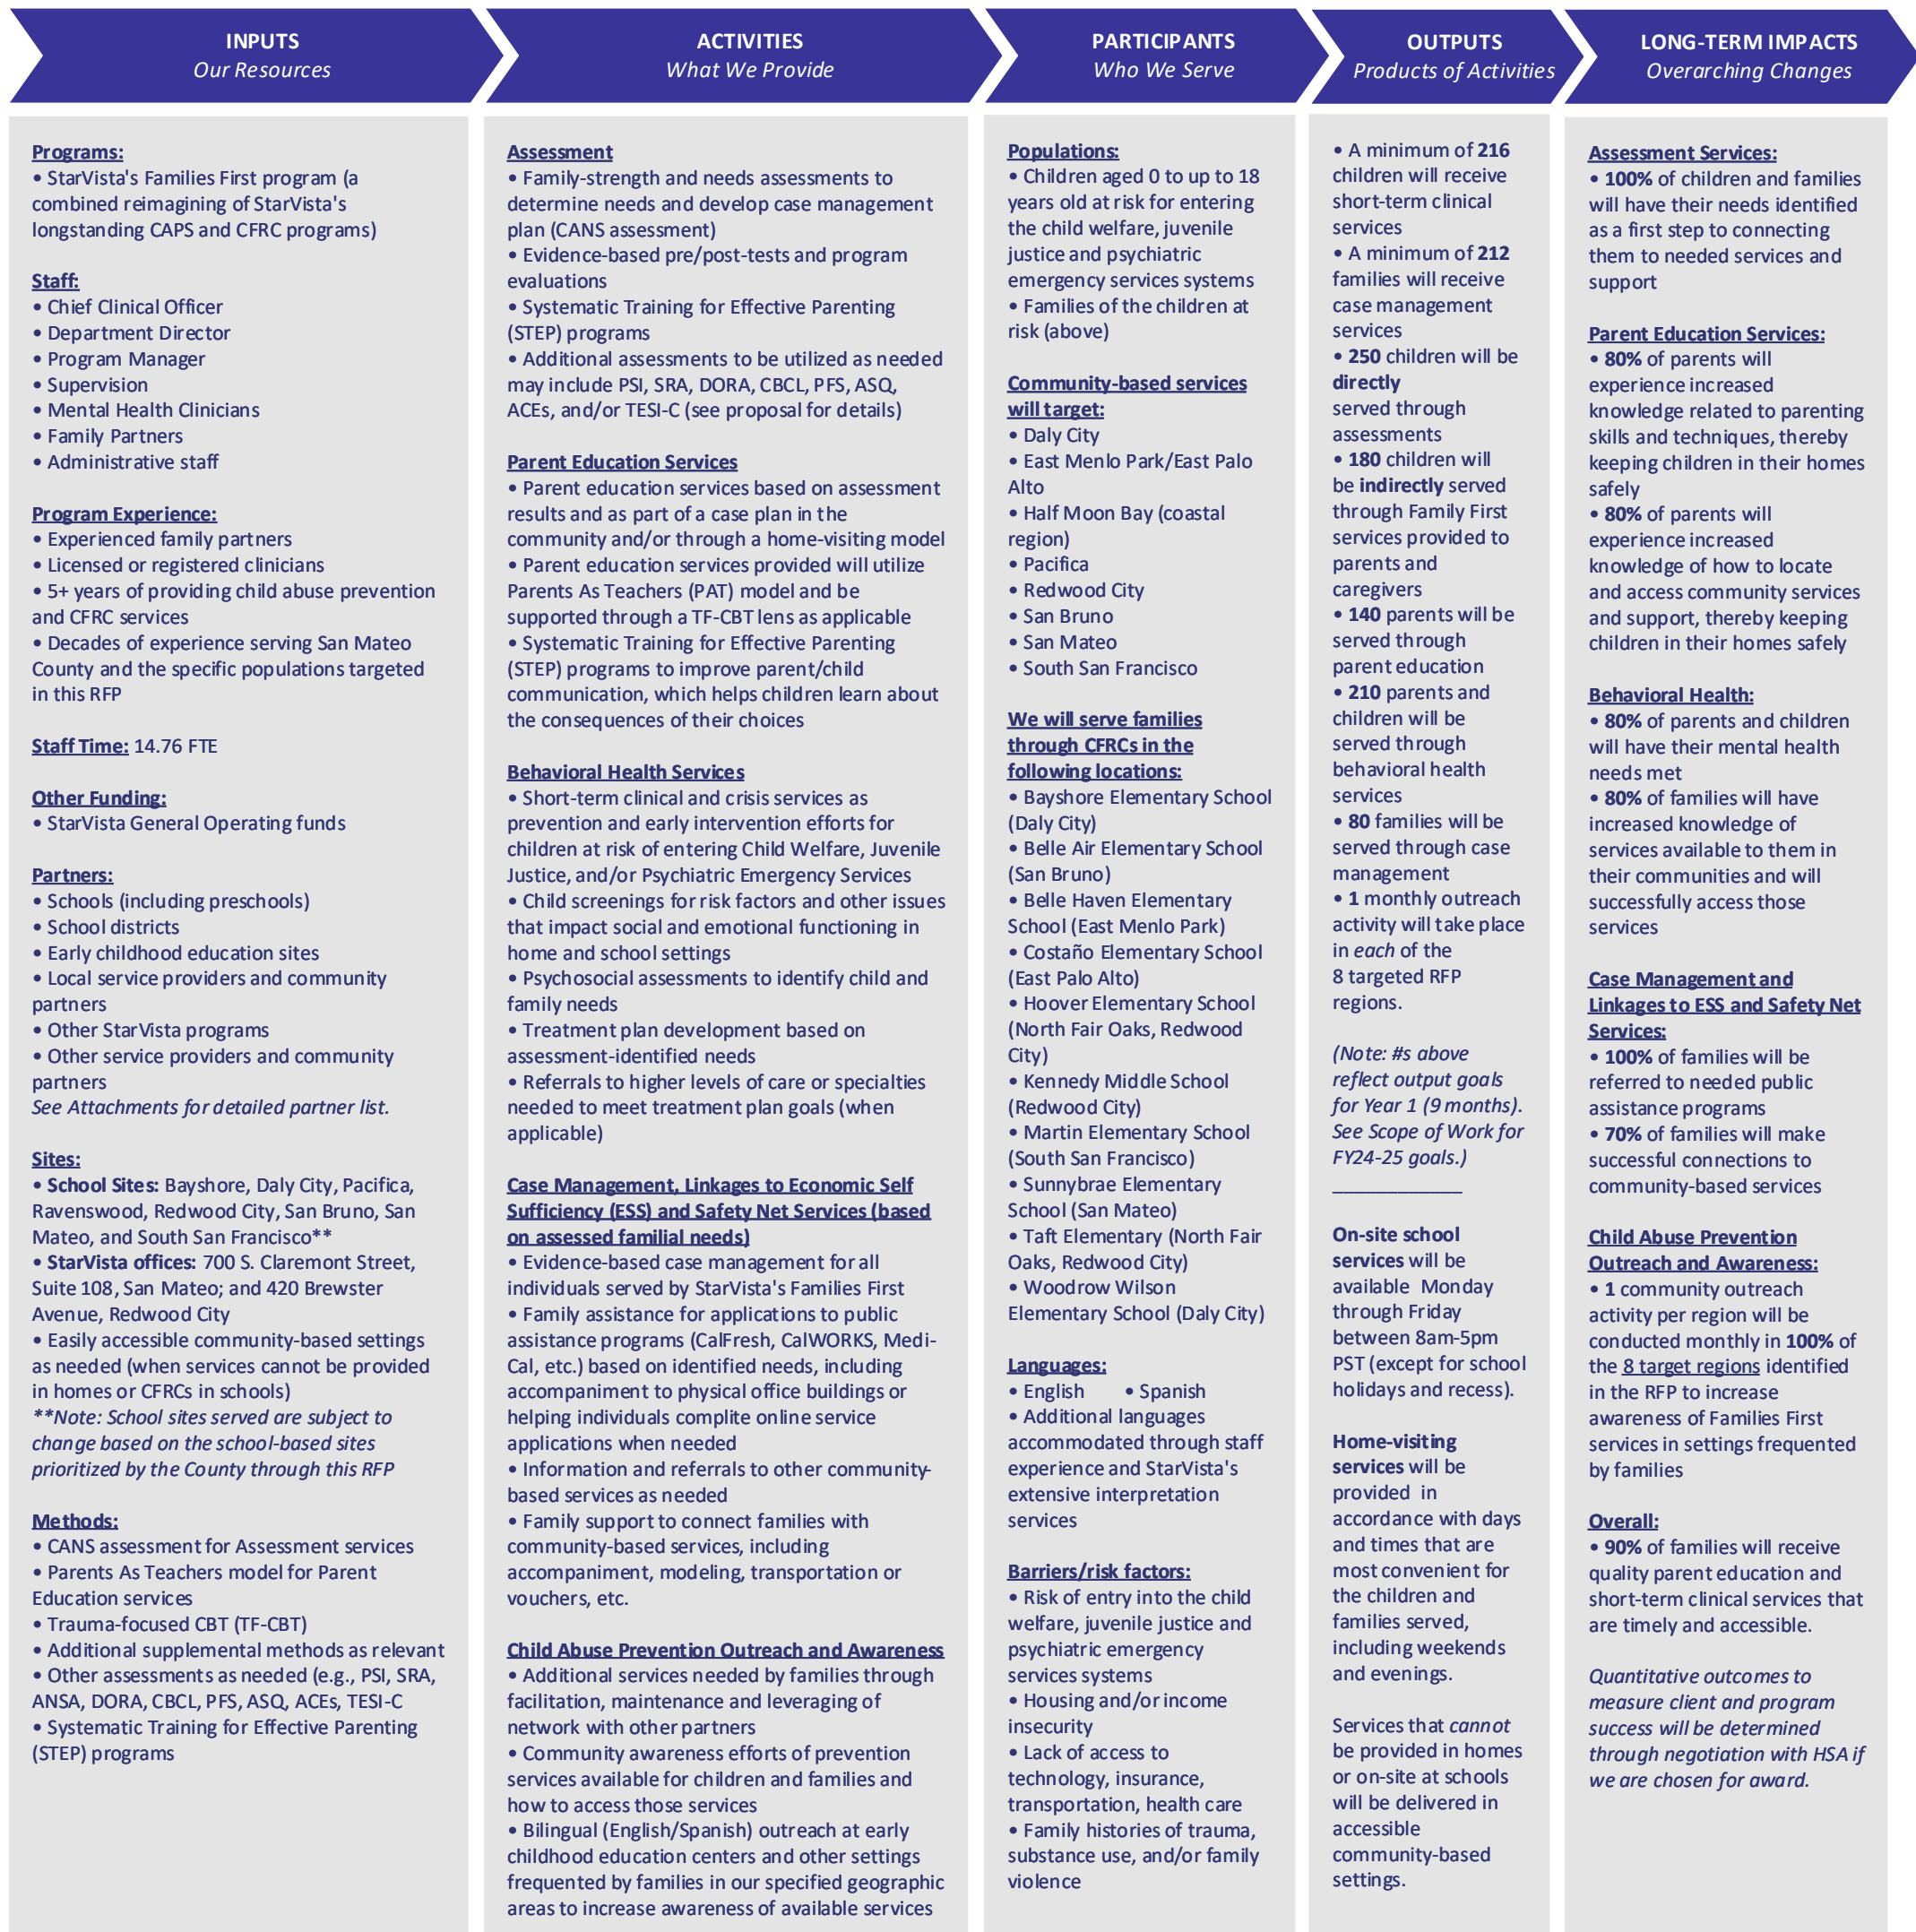 INPUTS
Our Resources
ACTIVITIES
What We Provide
PARTICIPANTS
Who We Serve
OUTPUTS
Products of Activities
LONG-TERM IMPACTS
Overarching Changes
Programs:
• StarVista's Families First program (a
combined reimagining of StarVista's
longstanding CAPS and CFRC programs)
Staff:
• Chief Clinical Officer
• Department Director
• Program Manager
• Supervision
• Mental Health Clinicians
• Family Partners
• Administrative staff
Program Experience:
• Experienced family partners
• Licensed or registered clinicians
• 5+ years of providing child abuse prevention
and CFRC services
• Decades of experience serving San Mateo
County and the specific populations targeted
in this RFP
Staff Time: 14.76 FTE
Other Funding:
• StarVista General Operating funds
Partners:
• Schools (including preschools)
• School districts
• Early childhood education sites
• Local service providers and community
partners
• Other StarVista programs
• Other service providers and community
partners
See Attachments for detailed partner list.
Sites:
• School Sites: Bayshore, Daly City, Pacifica,
Ravenswood, Redwood City, San Bruno, San
Mateo, and South San Francisco**
• StarVista offices: 700 S. Claremont Street,
Suite 108, San Mateo; and 420 Brewster
Avenue, Redwood City
• Easily accessible community-based settings
as needed (when services cannot be provided
in homes or CFRCs in schools)
**Note: School sites served are subject to
change based on the school-based sites
prioritized by the County through this RFP
Methods:
• CANS assessment for Assessment services
• Parents As Teachers model for Parent
Education services
• Trauma-focused CBT (TF-CBT)
• Additional supplemental methods as relevant
• Other assessments as needed (e.g., PSI, SRA,
ANSA, DORA, CBCL, PFS, ASQ, ACEs, TESI-C
• Systematic Training for Effective Parenting
(STEP) programs
Assessment
• Family-strength and needs assessments to
determine needs and develop case management
plan (CANS assessment)
• Evidence-based pre/post-tests and program
evaluations
• Systematic Training for Effective Parenting
(STEP) programs
• Additional assessments to be utilized as needed
may include PSI, SRA, DORA, CBCL, PFS, ASQ,
ACEs, and/or TESI-C (see proposal for details)
Parent Education Services
• Parent education services based on assessment
results and as part of a case plan in the
community and/or through a home-visiting model
• Parent education services provided will utilize
Parents As Teachers (PAT) model and be
supported through a TF-CBT lens as applicable
• Systematic Training for Effective Parenting
(STEP) programs to improve parent/child
communication, which helps children learn about
the consequences of their choices
Behavioral Health Services
• Short-term clinical and crisis services as
prevention and early intervention efforts for
children at risk of entering Child Welfare, Juvenile
Justice, and/or Psychiatric Emergency Services
• Child screenings for risk factors and other issues
that impact social and emotional functioning in
home and school settings
• Psychosocial assessments to identify child and
family needs
• Treatment plan development based on
assessment-identified needs
• Referrals to higher levels of care or specialties
needed to meet treatment plan goals (when
applicable)
Case Management, Linkages to Economic Self
Sufficiency (ESS) and Safety Net Services (based
on assessed familial needs)
• Evidence-based case management for all
individuals served by StarVista's Families First
• Family assistance for applications to public
assistance programs (CalFresh, CalWORKS, Medi-
Cal, etc.) based on identified needs, including
accompaniment to physical office buildings or
helping individuals complite online service
applications when needed
• Information and referrals to other community-
based services as needed
• Family support to connect families with
community-based services, including
accompaniment, modeling, transportation or
vouchers, etc.
Child Abuse Prevention Outreach and Awareness
• Additional services needed by families through
facilitation, maintenance and leveraging of
network with other partners
• Community awareness efforts of prevention
services available for children and families and
how to access those services
• Bilingual (English/Spanish) outreach at early
childhood education centers and other settings
frequented by families in our specified geographic
areas to increase awareness of available services
Populations:
• Children aged 0 to up to 18
years old at risk for entering
the child welfare, juvenile
justice and psychiatric
emergency services systems
• Families of the children at
risk (above)
Community-based services
will target:
• Daly City
• East Menlo Park/East Palo
Alto
• Half Moon Bay (coastal
region)
• Pacifica
• Redwood City
• San Bruno
• San Mateo
• South San Francisco
We will serve families
through CFRCs in the
following locations:
• Bayshore Elementary School
(Daly City)
• Belle Air Elementary School
(San Bruno)
• Belle Haven Elementary
School (East Menlo Park)
• Costaño Elementary School
(East Palo Alto)
• Hoover Elementary School
(North Fair Oaks, Redwood
City)
• Kennedy Middle School
(Redwood City)
• Martin Elementary School
(South San Francisco)
• Sunnybrae Elementary
School (San Mateo)
• Taft Elementary (North Fair
Oaks, Redwood City)
• Woodrow Wilson
Elementary School (Daly City)
Languages:
• English • Spanish
• Additional languages
accommodated through staff
experience and StarVista's
extensive interpretation
services
Barriers/risk factors:
• Risk of entry into the child
welfare, juvenile justice and
psychiatric emergency
services systems
• Housing and/or income
insecurity
• Lack of access to
technology, insurance,
transportation, health care
• Family histories of trauma,
substance use, and/or family
violence
• A minimum of 216
children will receive
short-term clinical
services
• A minimum of 212
families will receive
case management
services
• 250 children will be
directly
served through
assessments
• 180 children will
be indirectly served
through Family First
services provided to
parents and
caregivers
• 140 parents will be
served through
parent education
• 210 parents and
children will be
served through
behavioral health
services
• 80 families will be
served through case
management
• 1 monthly outreach
activity will take place
in each of the
8 targeted RFP
regions.
(Note: #s above
reflect output goals
for Year 1 (9 months).
See Scope of Work for
FY24-25 goals.)
____________
On-site school
services will be
available Monday
through Friday
between 8am-5pm
PST (except for school
holidays and recess).
Home-visiting
services will be
provided in
accordance with days
and times that are
most convenient for
the children and
families served,
including weekends
and evenings.
Services that cannot
be provided in homes
or on-site at schools
will be delivered in
accessible
community-based
settings.
Assessment Services:
• 100% of children and families
will have their needs identified
as a first step to connecting
them to needed services and
support
Parent Education Services:
• 80% of parents will
experience increased
knowledge related to parenting
skills and techniques, thereby
keeping children in their homes
safely
• 80% of parents will
experience increased
knowledge of how to locate
and access community services
and support, thereby keeping
children in their homes safely
Behavioral Health:
• 80% of parents and children
will have their mental health
needs met
• 80% of families will have
increased knowledge of
services available to them in
their communities and will
successfully access those
services
Case Management and
Linkages to ESS and Safety Net
Services:
• 100% of families will be
referred to needed public
assistance programs
• 70% of families will make
successful connections to
community-based services
Child Abuse Prevention
Outreach and Awareness:
• 1 community outreach
activity per region will be
conducted monthly in 100% of
the 8 target regions identified
in the RFP to increase
awareness of Families First
services in settings frequented
by families
Overall:
• 90% of families will receive
quality parent education and
short-term clinical services that
are timely and accessible.
Quantitative outcomes to
measure client and program
success will be determined
through negotiation with HSA if
we are chosen for award.